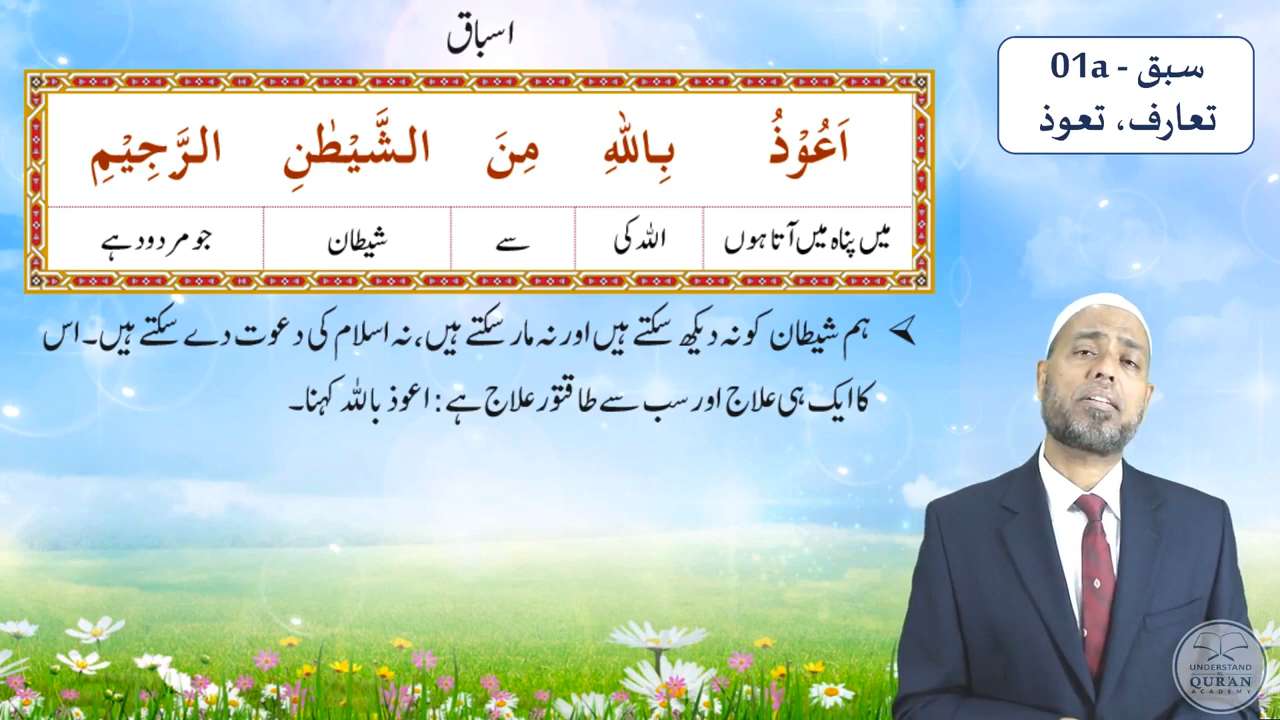 اسباق
سبق - 01a
تعارف، تعوذ
اَعُوْذُ بِاللّٰهِ مِنَ الشَّيْطٰنِ الرَّجِيْمِ
میں پناہ میں آتا ہوں اللہ کی سے شیطان جو مردود ہے
ہم شیطان کو نہ دیکھ سکتے ہیں اور نہ مار سکتے ہیں، نہ اسلام کی دعوت دے سکتے ہیں۔ اس
کا ایک ہی علاج اور سب سے طاقتور علاج ہے: اعوذ باللہ کہنا۔
UNDERSTAND
QURAN
ACADEMY